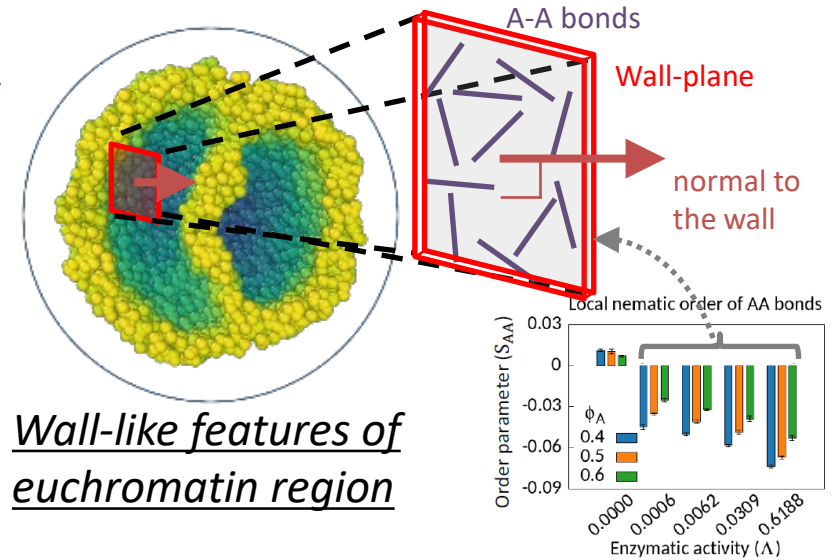 A-A bonds
Wall-plane
normal to
the wall
Wall-like features of
euchromatin region
Local nematic order of AA bonds
Order parameter (S_AA)
0.03
0
-0.03
-0.06
-0.09
ϕ_A
0.4
0.5
0.6
0.0000
0.0006
0.0062
0.0309
0.6188
Enzymatic activity (Λ)